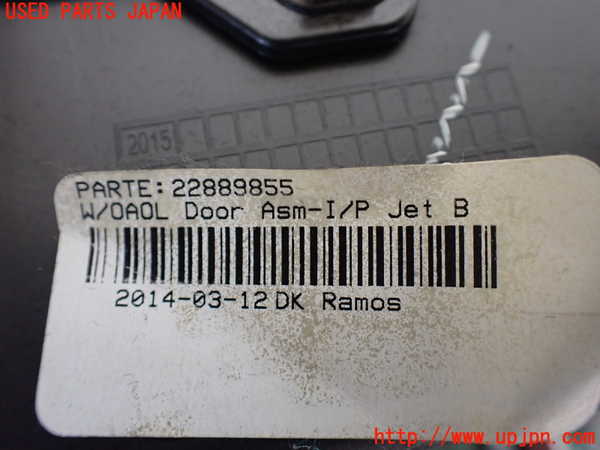 USED PARTS JAPAN
2015
PARTE:22889855
W/OAOL Door Asm-I/P Jet B
2014-03-12 DK Ramos
http://www.upjpn.com/